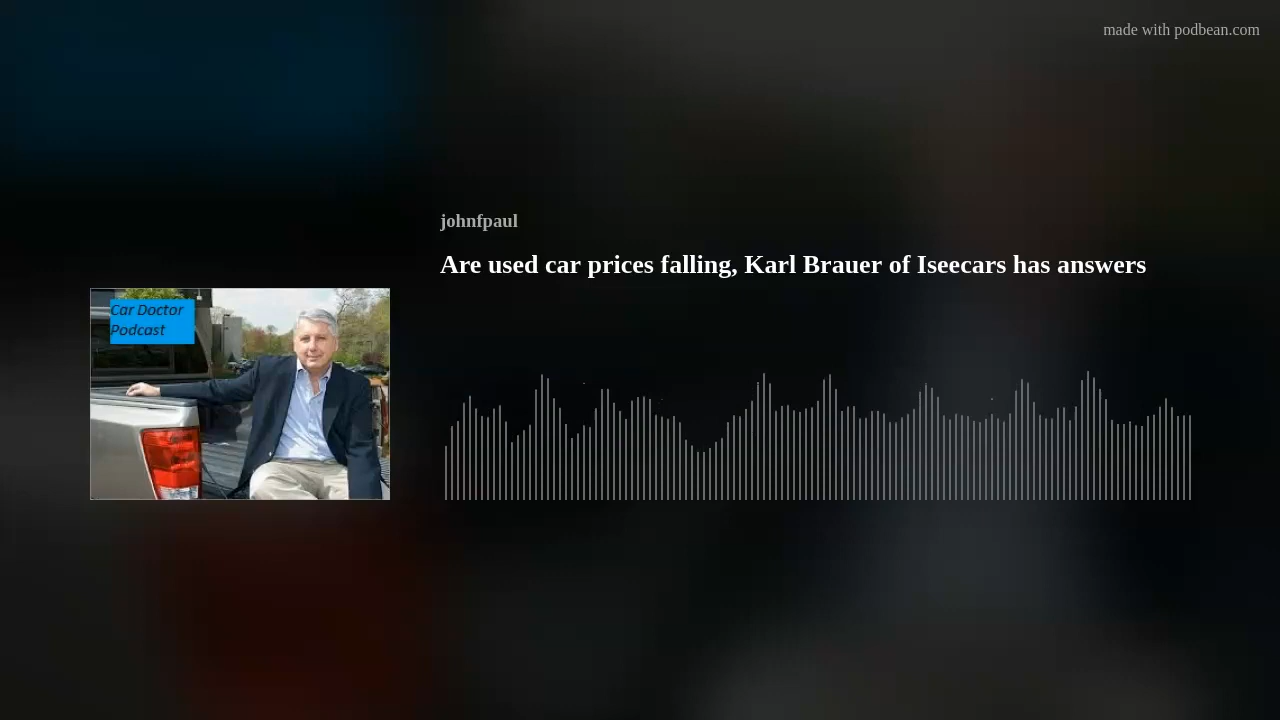 made with podbean.com
johnfpaul
Are used car prices falling, Karl Brauer of Iseecars has answers
Car Doctor
Podcast